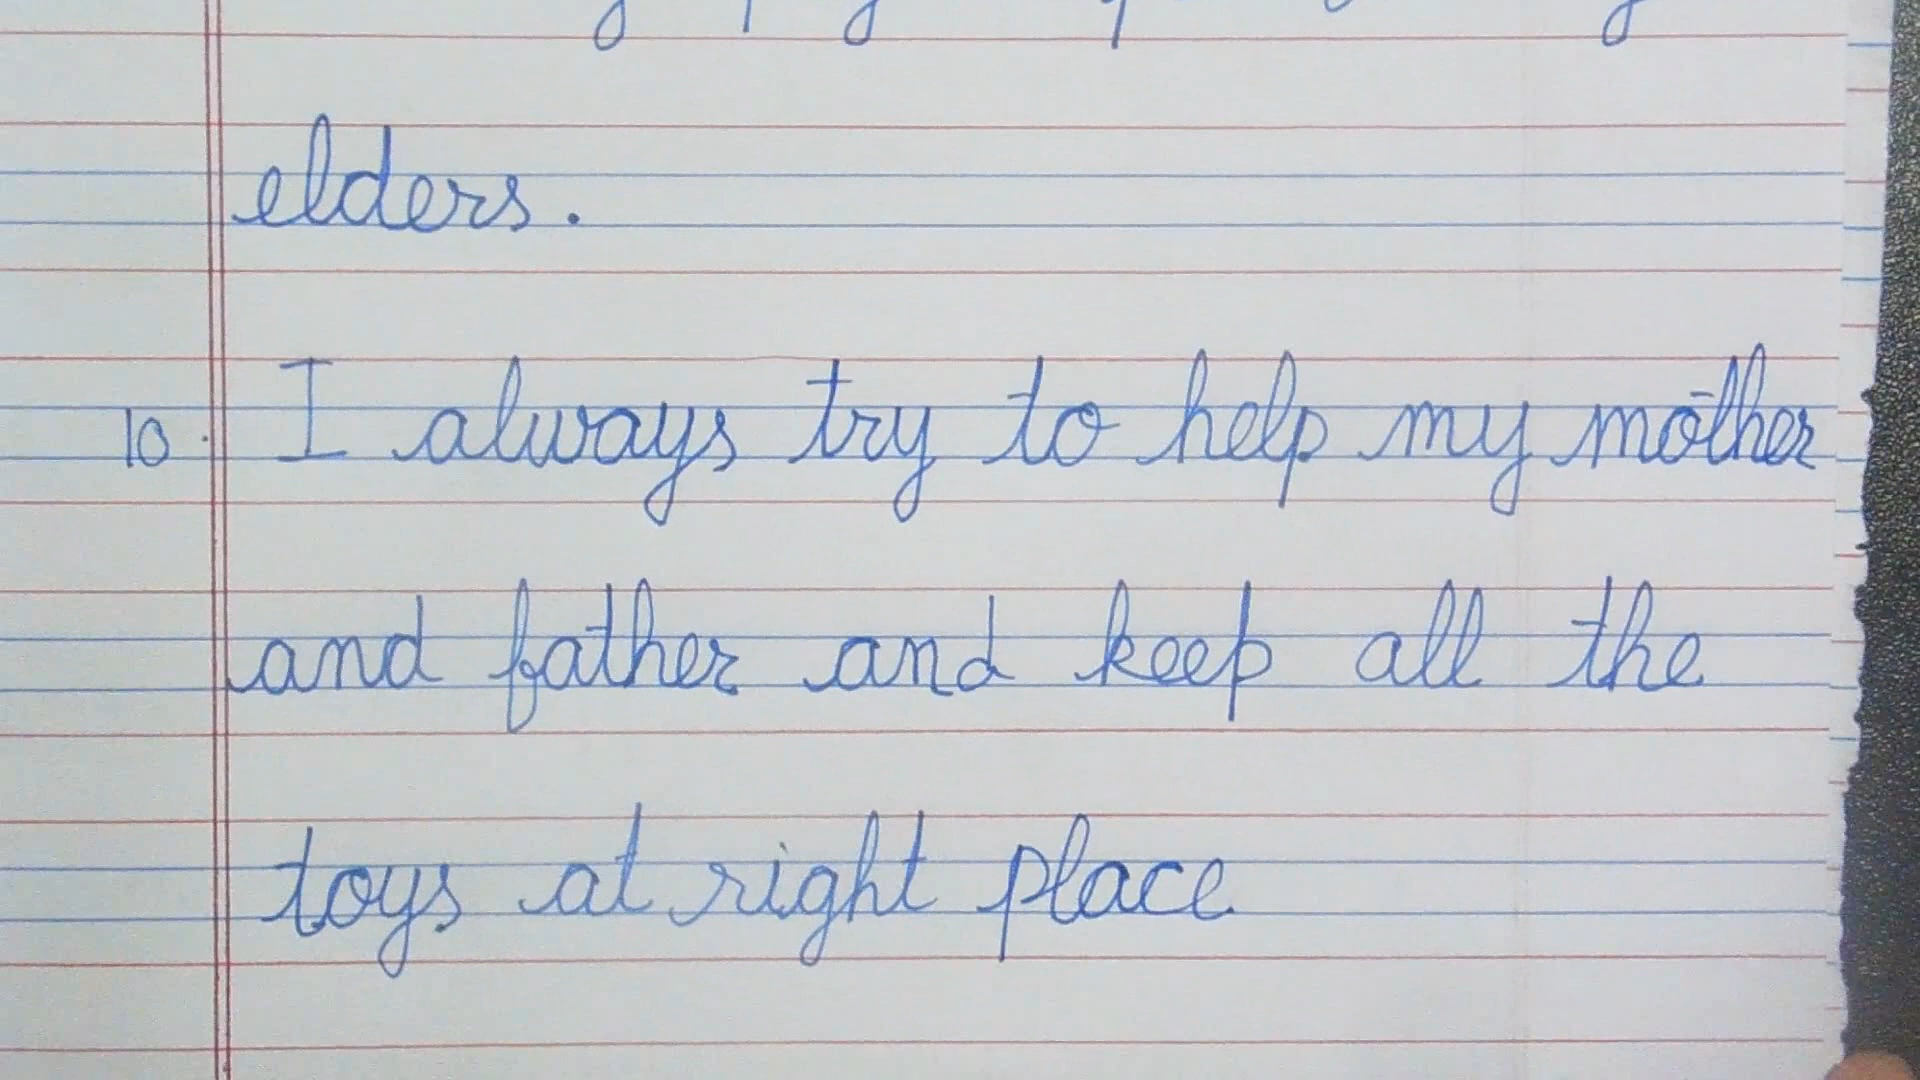 elders.
10. I always try to help my mother
and father and keep all the
toys at right place